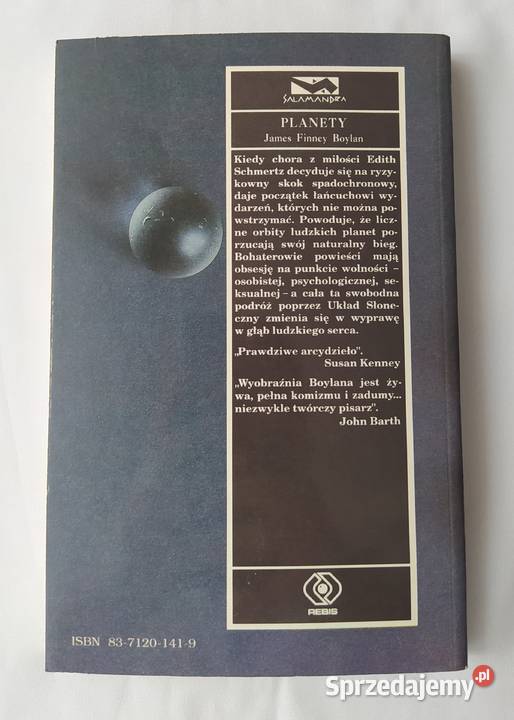 SALAMANDRA
PLANETY
James Finney Boylan
Kiedy chora z miłości Edith
Schmertz decyduje się na ryzy-
kowny skok spadochronowy,
daje początek łańcuchowi wy-
darzeń, których nie można po-
wstrzymać. Powoduje, że licz-
ne orbity ludzkich planet po-
rzucają swój naturalny bieg.
Bohaterowie powieści mają
obsesję na punkcie wolności –
osobistej, psychologicznej, se-
ksualnej – a cała ta swobodna
podróż poprzez Układ Słone-
czny zmienia się w wyprawę
w głąb ludzkiego serca.
„Prawdziwe arcydzieło".
Susan Kenney
„Wyobraźnia Boylana jest ży-
wa, pełna komizmu i zadumy...
niezwykle twórczy pisarz".
John Barth
REBIS
ISBN 83-7120-141-9
Sprzedajemy.pl